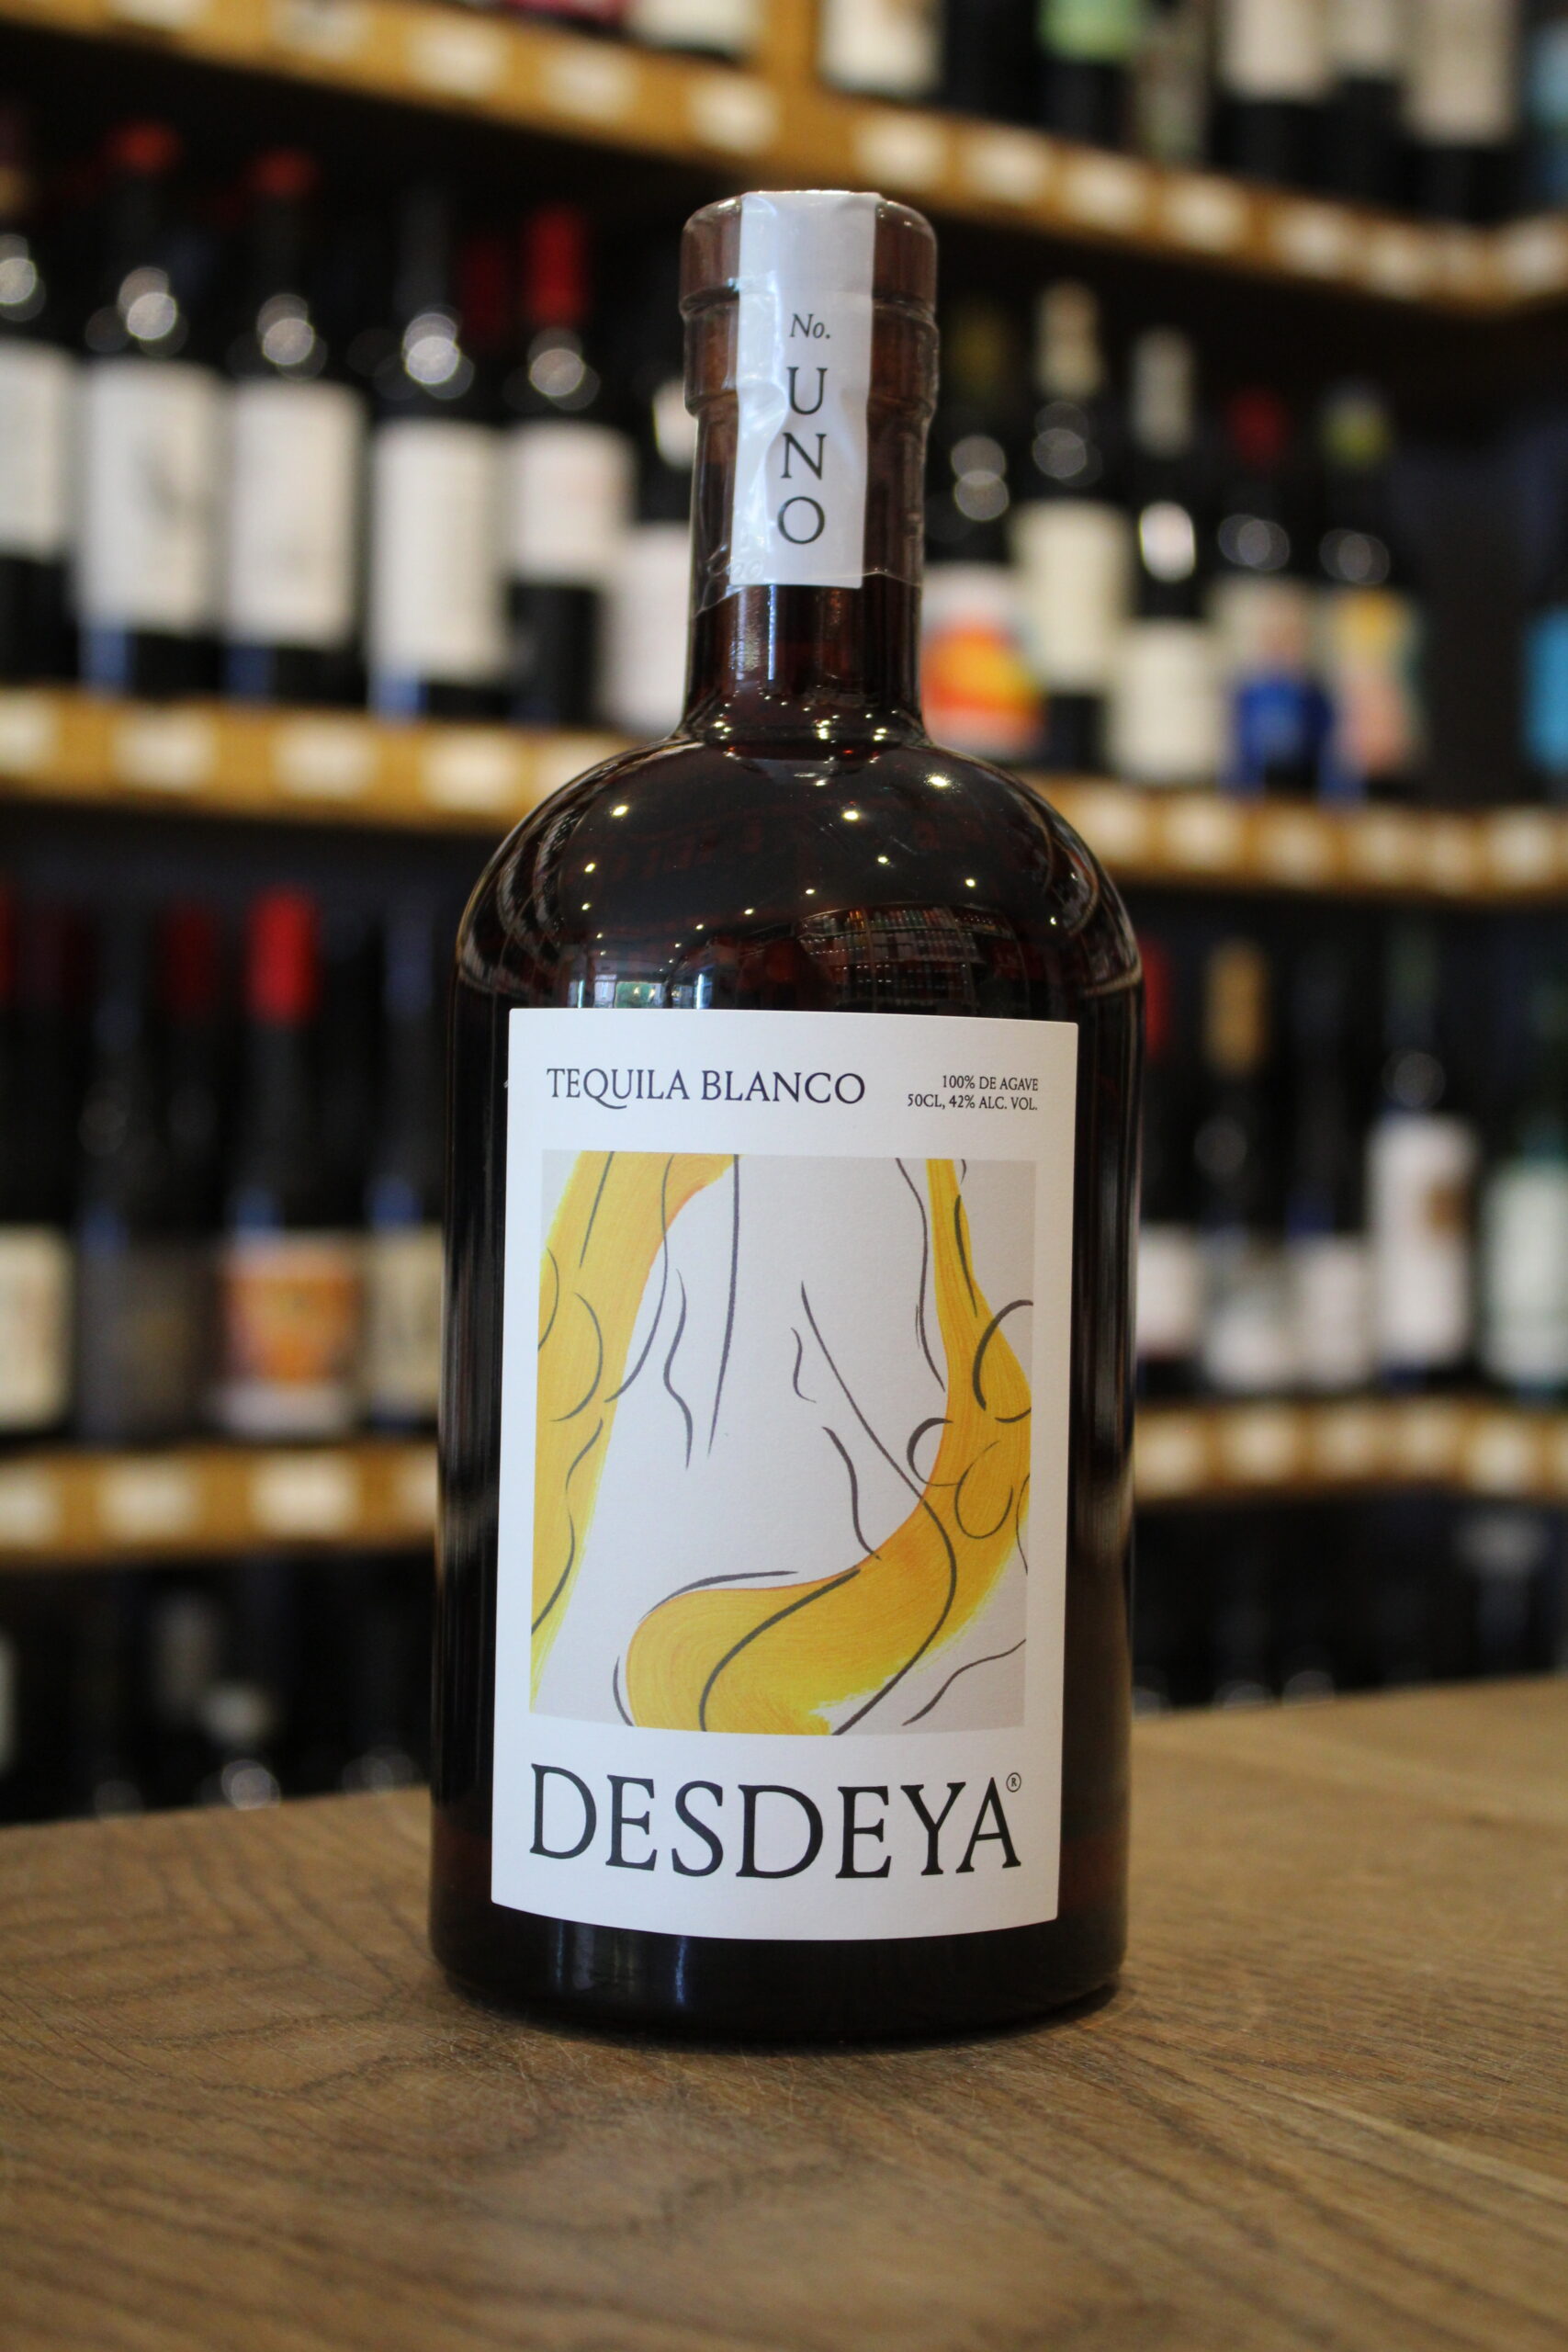 No.
UNO
TEQUILA BLANCO
100% DE AGAVE
50CL, 42% ALC. VOL.
DESDEYA®